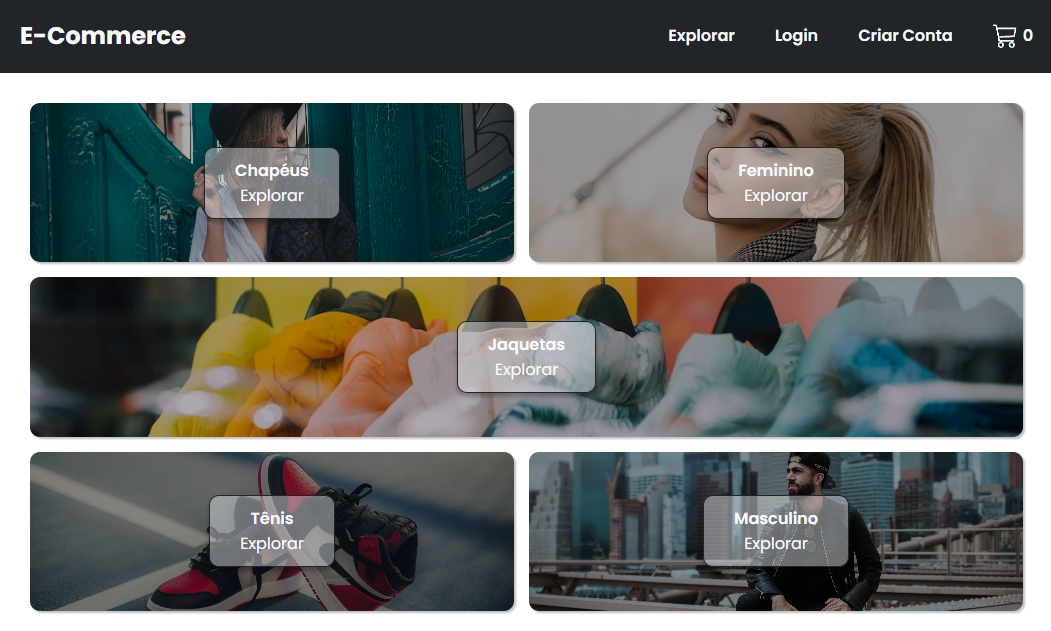 E-Commerce
Explorar
Login
Criar Conta
0
Chapéus
Explorar
Feminino
Explorar
Jaquetas
Explorar
Tênis
Explorar
Masculino
Explorar